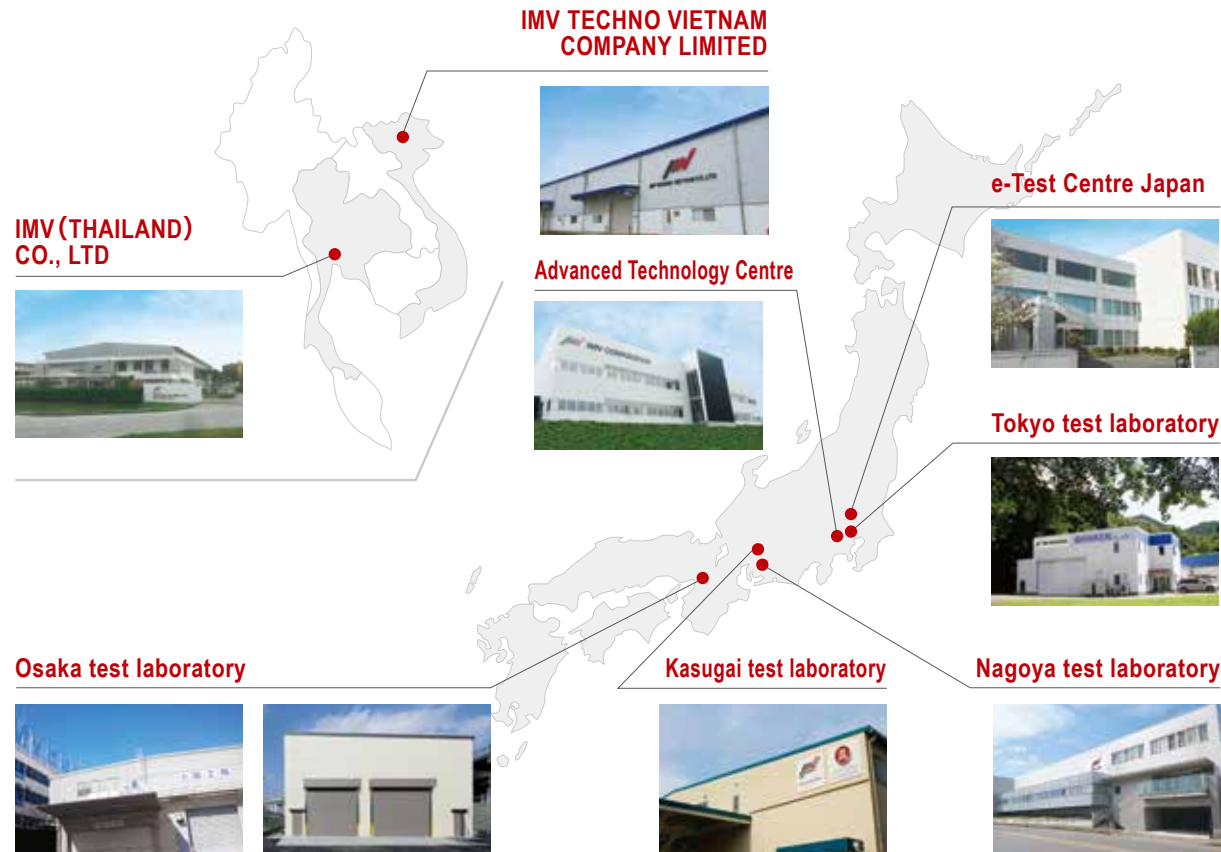 IMV TECHNO VIETNAM
COMPANY LIMITED
e-Test Centre Japan
IMV (THAILAND)
CO., LTD
Advanced Technology Centre
IMV CORPORATION
Tokyo test laboratory
Osaka test laboratory
Kasugai test laboratory
Nagoya test laboratory